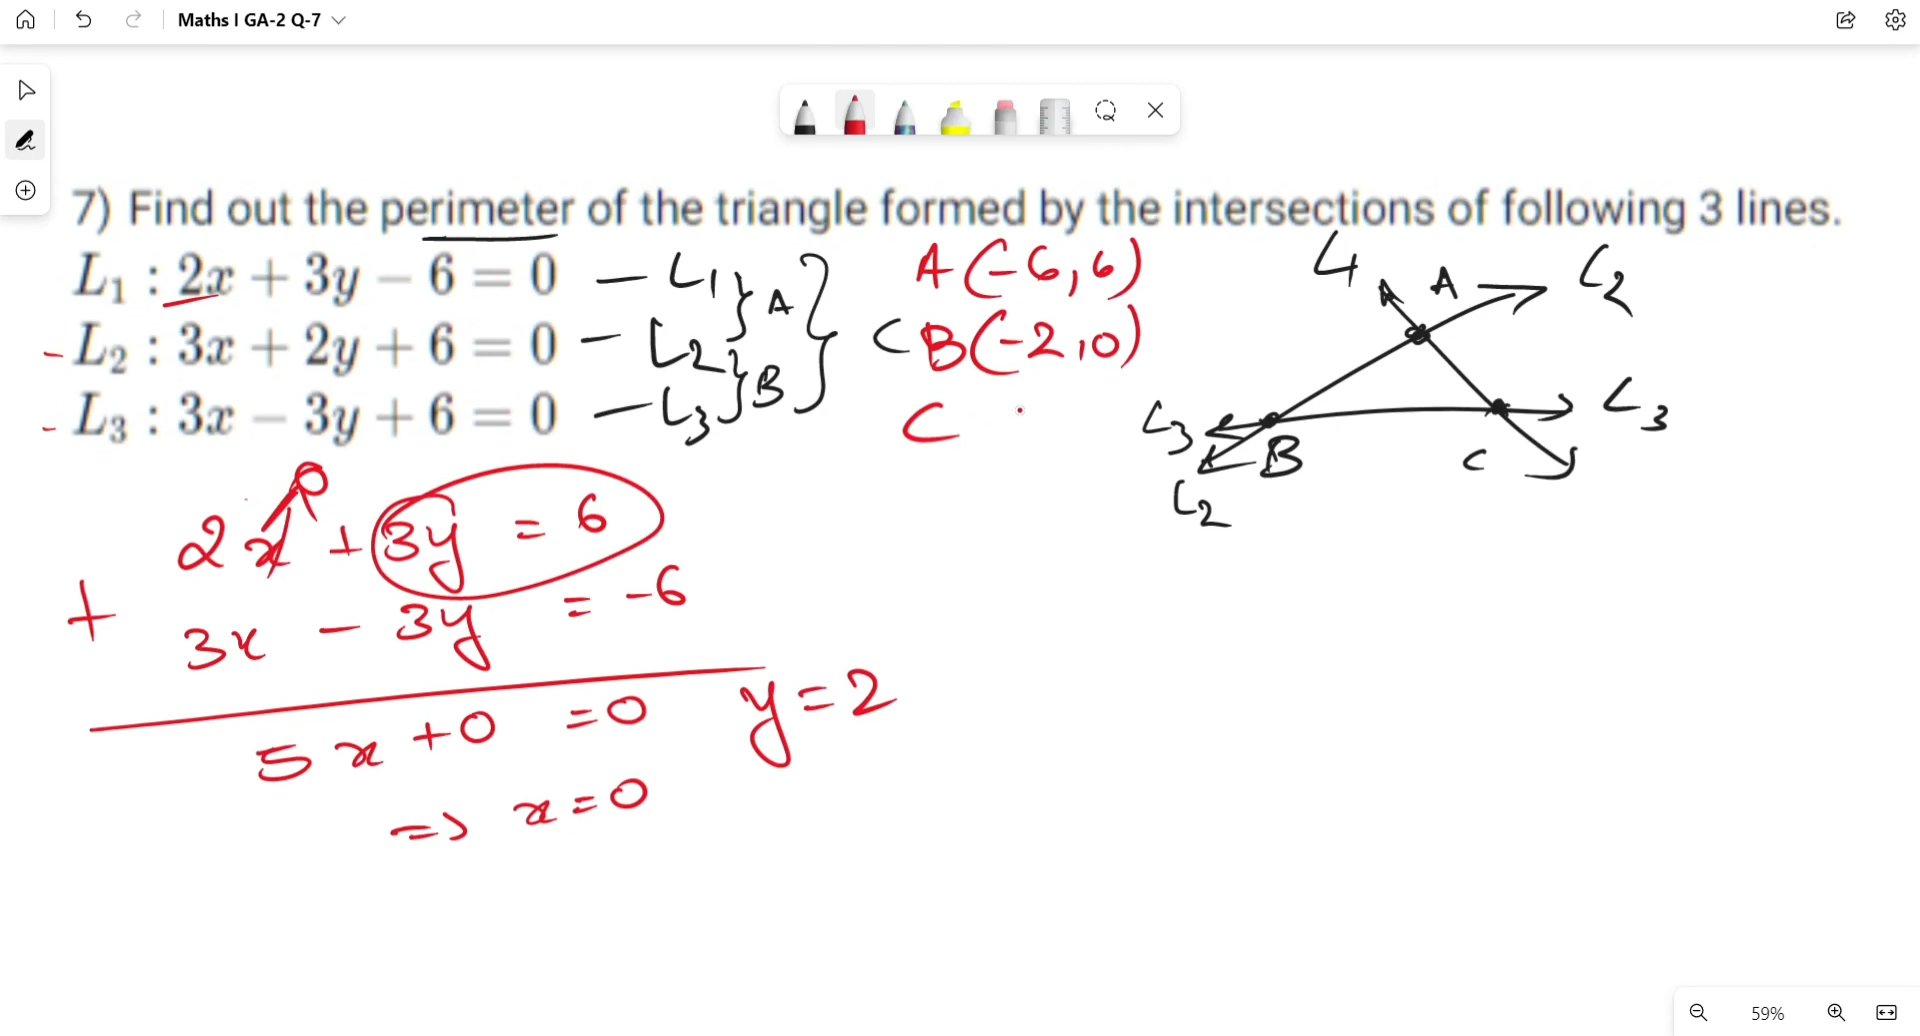 Maths I GA-2 Q-7
7) Find out the perimeter of the triangle formed by the intersections of following 3 lines.
L₁ : 2x + 3y − 6 = 0 — L1
L₂ : 3x + 2y + 6 = 0 — L2
L₃ : 3x − 3y + 6 = 0 — L3
A
B
C
A(-6,6)
B(-2,0)
C
L1
A
L2
L3
L3
B
C
L2
2x + 3y = 6
0
+
3x - 3y = -6
5x + 0 = 0
y = 2
=> x = 0
59%